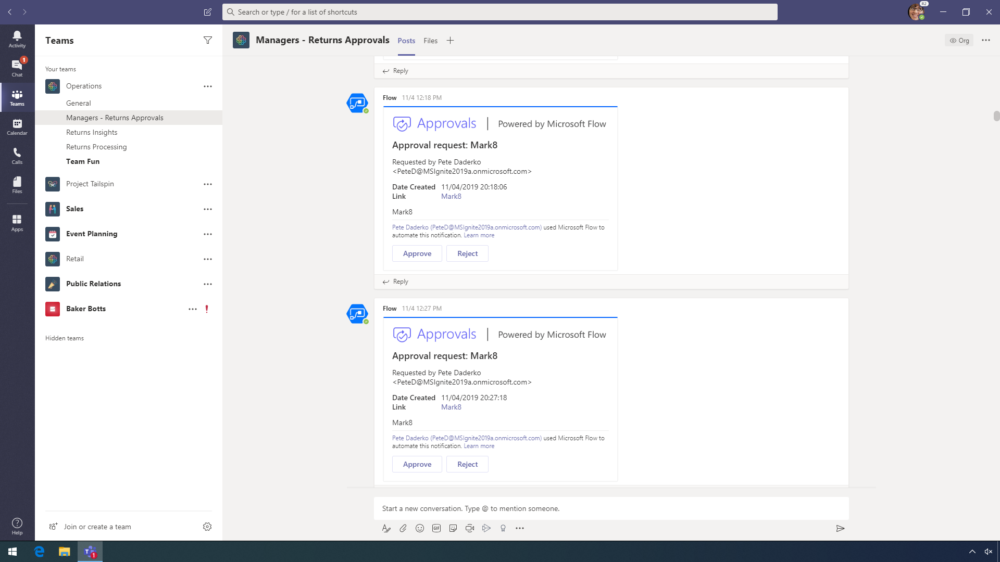 Search or type / for a list of shortcuts
R2
Activity
1
Chat
Teams
Calendar
Calls
Files
Apps
Help
Teams
Your teams
Operations
General
Managers - Returns Approvals
Returns Insights
Returns Processing
Team Fun
Project Tailspin
Sales
Event Planning
Retail
Public Relations
Baker Botts
Hidden teams
Join or create a team
Managers - Returns Approvals Posts Files
Org
Reply
Flow 11/4 12:18 PM
Approvals | Powered by Microsoft Flow
Approval request: Mark8
Requested by Pete Daderko
<PeteD@MSIgnite2019a.onmicrosoft.com>
Date Created 11/04/2019 20:18:06
Link Mark8
Mark8
Pete Daderko (PeteD@MSIgnite2019a.onmicrosoft.com) used Microsoft Flow to
automate this notification. Learn more
Approve Reject
Reply
Flow 11/4 12:27 PM
Approvals | Powered by Microsoft Flow
Approval request: Mark8
Requested by Pete Daderko
<PeteD@MSIgnite2019a.onmicrosoft.com>
Date Created 11/04/2019 20:27:18
Link Mark8
Mark8
Pete Daderko (PeteD@MSIgnite2019a.onmicrosoft.com) used Microsoft Flow to
automate this notification. Learn more
Approve Reject
Start a new conversation. Type @ to mention someone.
GIF
T 1